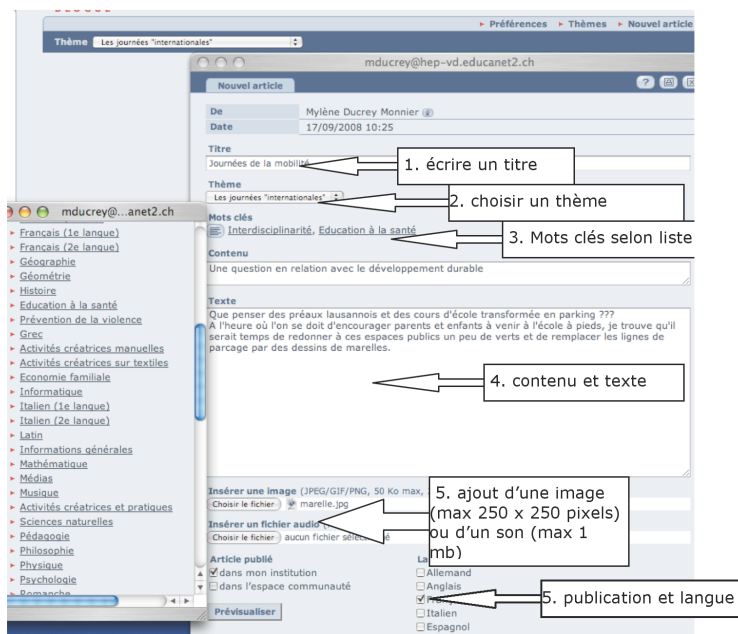 Préférences
Thèmes
Nouvel article
Thème Les journées "internationales"
mducrey@hep-vd.educanet2.ch
Nouvel article
De Mylène Ducrey Monnier
Date 17/09/2008 10:25
Titre
Journées de la mobilité
1. écrire un titre
Thème
Les journées "internationales"
2. choisir un thème
Mots clés
Interdisciplinarité, Education à la santé
3. Mots clés selon liste
Contenu
Une question en relation avec le développement durable
Texte
Que penser des préaux lausannois et des cours d'école transformée en parking ???
A l'heure où l'on se doit d'encourager parents et enfants à venir à l'école à pieds, je trouve qu'il
serait temps de redonner à ces espaces publics un peu de verts et de remplacer les lignes de
parcage par des dessins de marelles.
4. contenu et texte
Insérer une image (JPEG/GIF/PNG, 50 Ko max,
Choisir le fichier marelle.jpg
Insérer un fichier audio
Choisir le fichier aucun fichier
5. ajout d'une image
(max 250 x 250 pixels)
ou d'un son (max 1
mb)
Article publié
dans mon institution
dans l'espace communauté
Prévisualiser
La
Allemand
Anglais
Italien
Espagnol
5. publication et langue
mducrey@...anet2.ch
Français (1e langue)
Français (2e langue)
Géographie
Géométrie
Histoire
Education à la santé
Prévention de la violence
Grec
Activités créatrices manuelles
Activités créatrices sur textiles
Economie familiale
Informatique
Italien (1e langue)
Italien (2e langue)
Latin
Informations générales
Mathématique
Médias
Musique
Activités créatrices et pratiques
Sciences naturelles
Pédagogie
Philosophie
Physique
Psychologie
Romanche